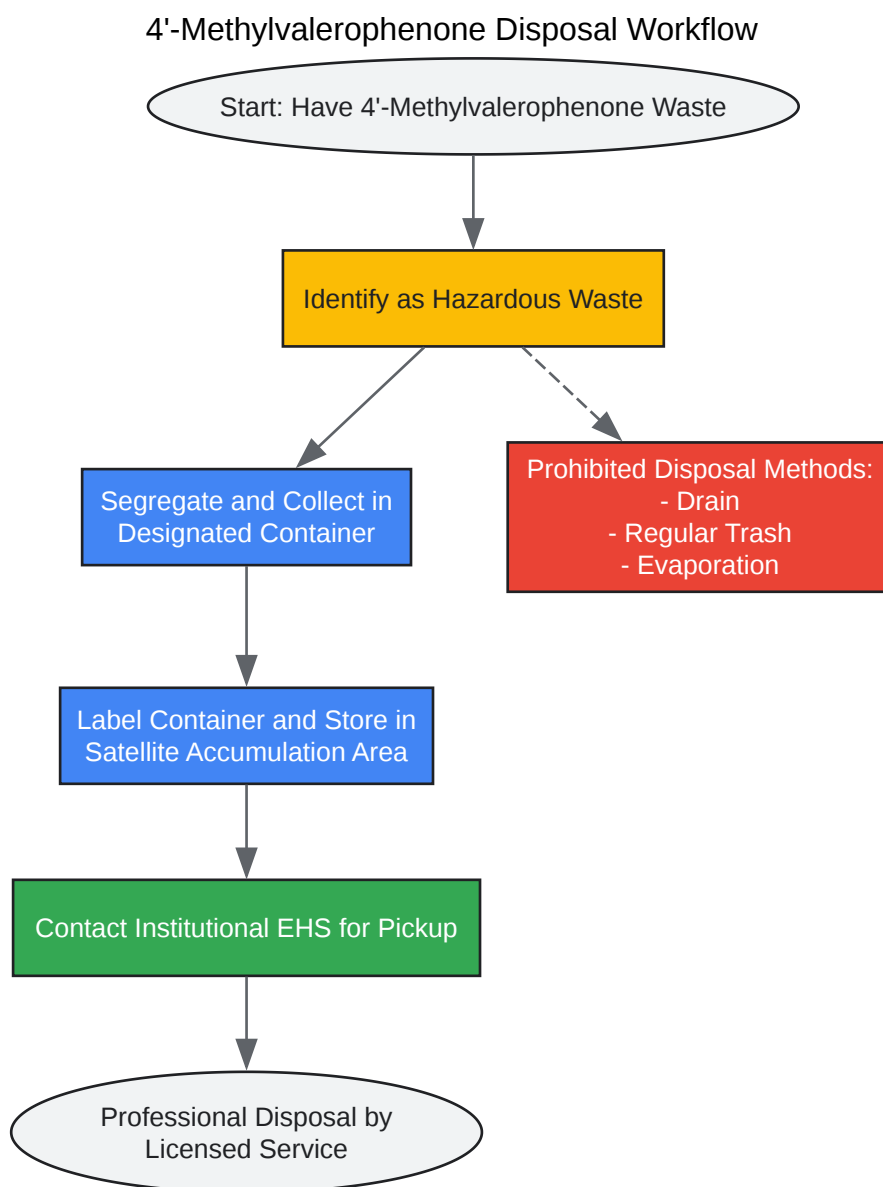 4'-Methylvalerophenone Disposal Workflow
Start: Have 4'-Methylvalerophenone Waste
Identify as Hazardous Waste
Segregate and Collect in
Designated Container
Prohibited Disposal Methods:
- Drain
- Regular Trash
- Evaporation
Label Container and Store in
Satellite Accumulation Area
Contact Institutional EHS for Pickup
Professional Disposal by
Licensed Service